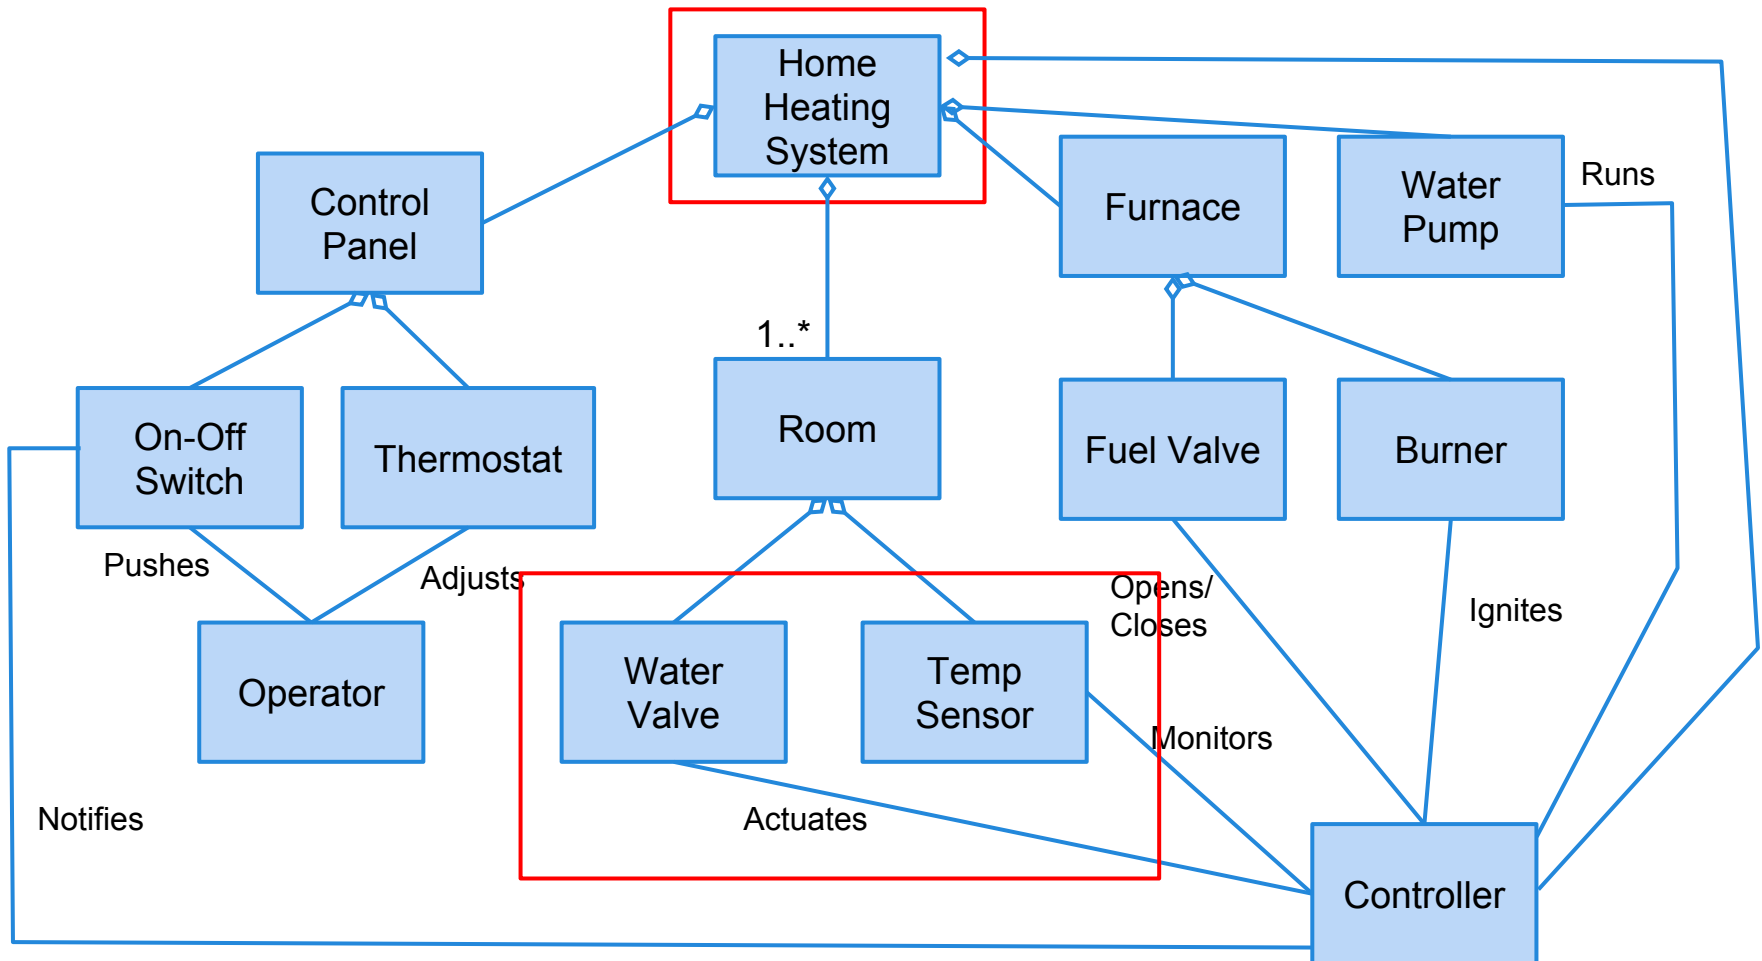 Home
Heating
System
Control
Panel
Furnace
Water
Pump
Runs
1..*
On-Off
Switch
Thermostat
Room
Fuel Valve
Burner
Pushes
Adjusts
Opens/
Closes
Ignites
Operator
Water
Valve
Temp
Sensor
Monitors
Notifies
Actuates
Controller